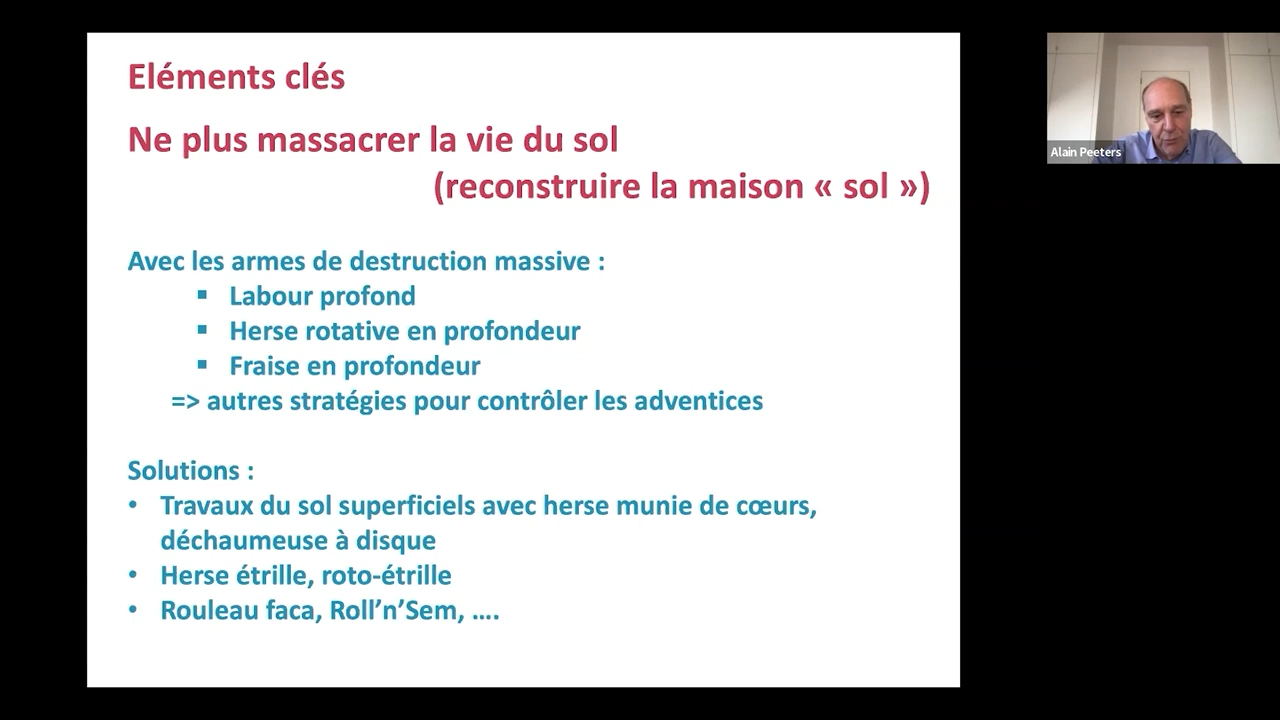 Eléments clés
Ne plus massacrer la vie du sol
(reconstruire la maison « sol »)
Avec les armes de destruction massive :
▪ Labour profond
▪ Herse rotative en profondeur
▪ Fraise en profondeur
=> autres stratégies pour contrôler les adventices
Solutions :
• Travaux du sol superficiels avec herse munie de cœurs,
déchaumeuse à disque
• Herse étrille, roto-étrille
• Rouleau faca, Roll’n’Sem, ….
Alain Peeters